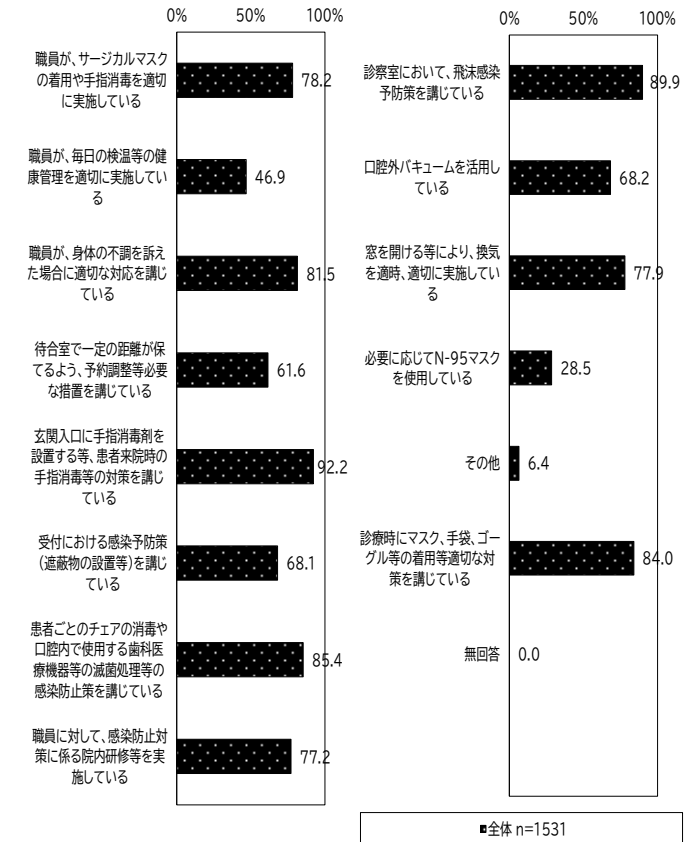 0% 50% 100%
職員が、サージカルマスク
の着用や手指消毒を適切
に実施している
78.2
職員が、毎日の検温等の健
康管理を適切に実施してい
る
46.9
職員が、身体の不調を訴え
た場合に適切な対応を講じ
ている
81.5
待合室で一定の距離が保
てるよう、予約調整等必要
な措置を講じている
61.6
玄関入口に手指消毒剤を
設置する等、患者来院時の
手指消毒等の対策を講じ
ている
92.2
受付における感染予防策
(遮蔽物の設置等)を講じ
ている
68.1
患者ごとのチェアの消毒や
口腔内で使用する歯科医
療機器等の滅菌処理等の
感染防止策を講じている
85.4
職員に対して、感染防止対
策に係る院内研修等を実
施している
77.2
0% 50% 100%
診察室において、飛沫感染
予防策を講じている
89.9
口腔外バキュームを活用し
ている
68.2
窓を開ける等により、換気
を適時、適切に実施してい
る
77.9
必要に応じてN-95マスク
を使用している
28.5
その他
6.4
診療時にマスク、手袋、ゴー
グル等の着用等適切な対
策を講じている
84.0
無回答
0.0
全体 n=1531